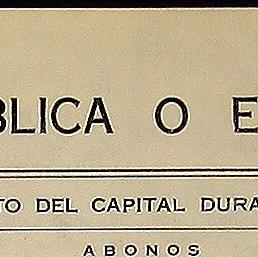 BLICA O E
TO DEL CAPITAL DURA
ABONOS